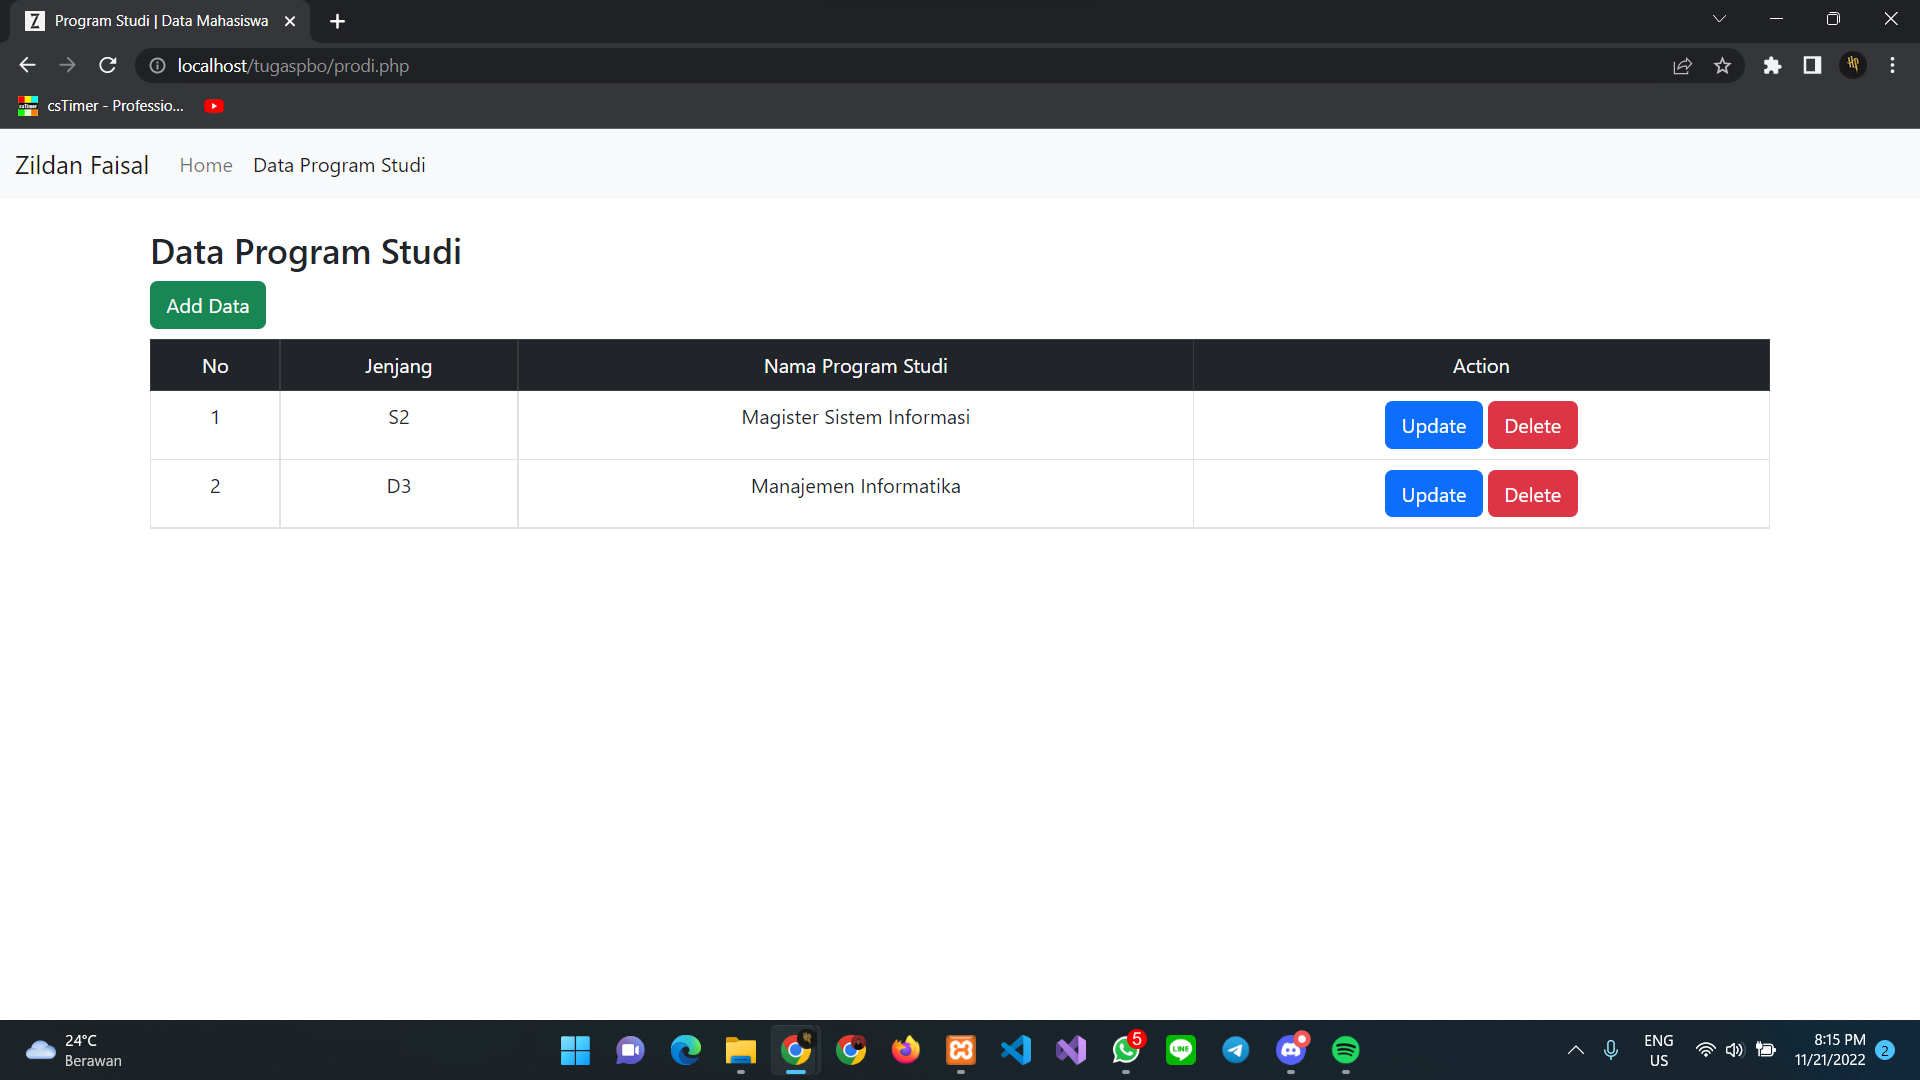 Z Program Studi | Data Mahasiswa
localhost/tugaspbo/prodi.php
csTimer - Professio...
Zildan Faisal Home Data Program Studi
Data Program Studi
Add Data
No Jenjang Nama Program Studi Action
1 S2 Magister Sistem Informasi Update Delete
2 D3 Manajemen Informatika Update Delete
24°C
Berawan
5
LINE
ENG
US
8:15 PM
11/21/2022
2